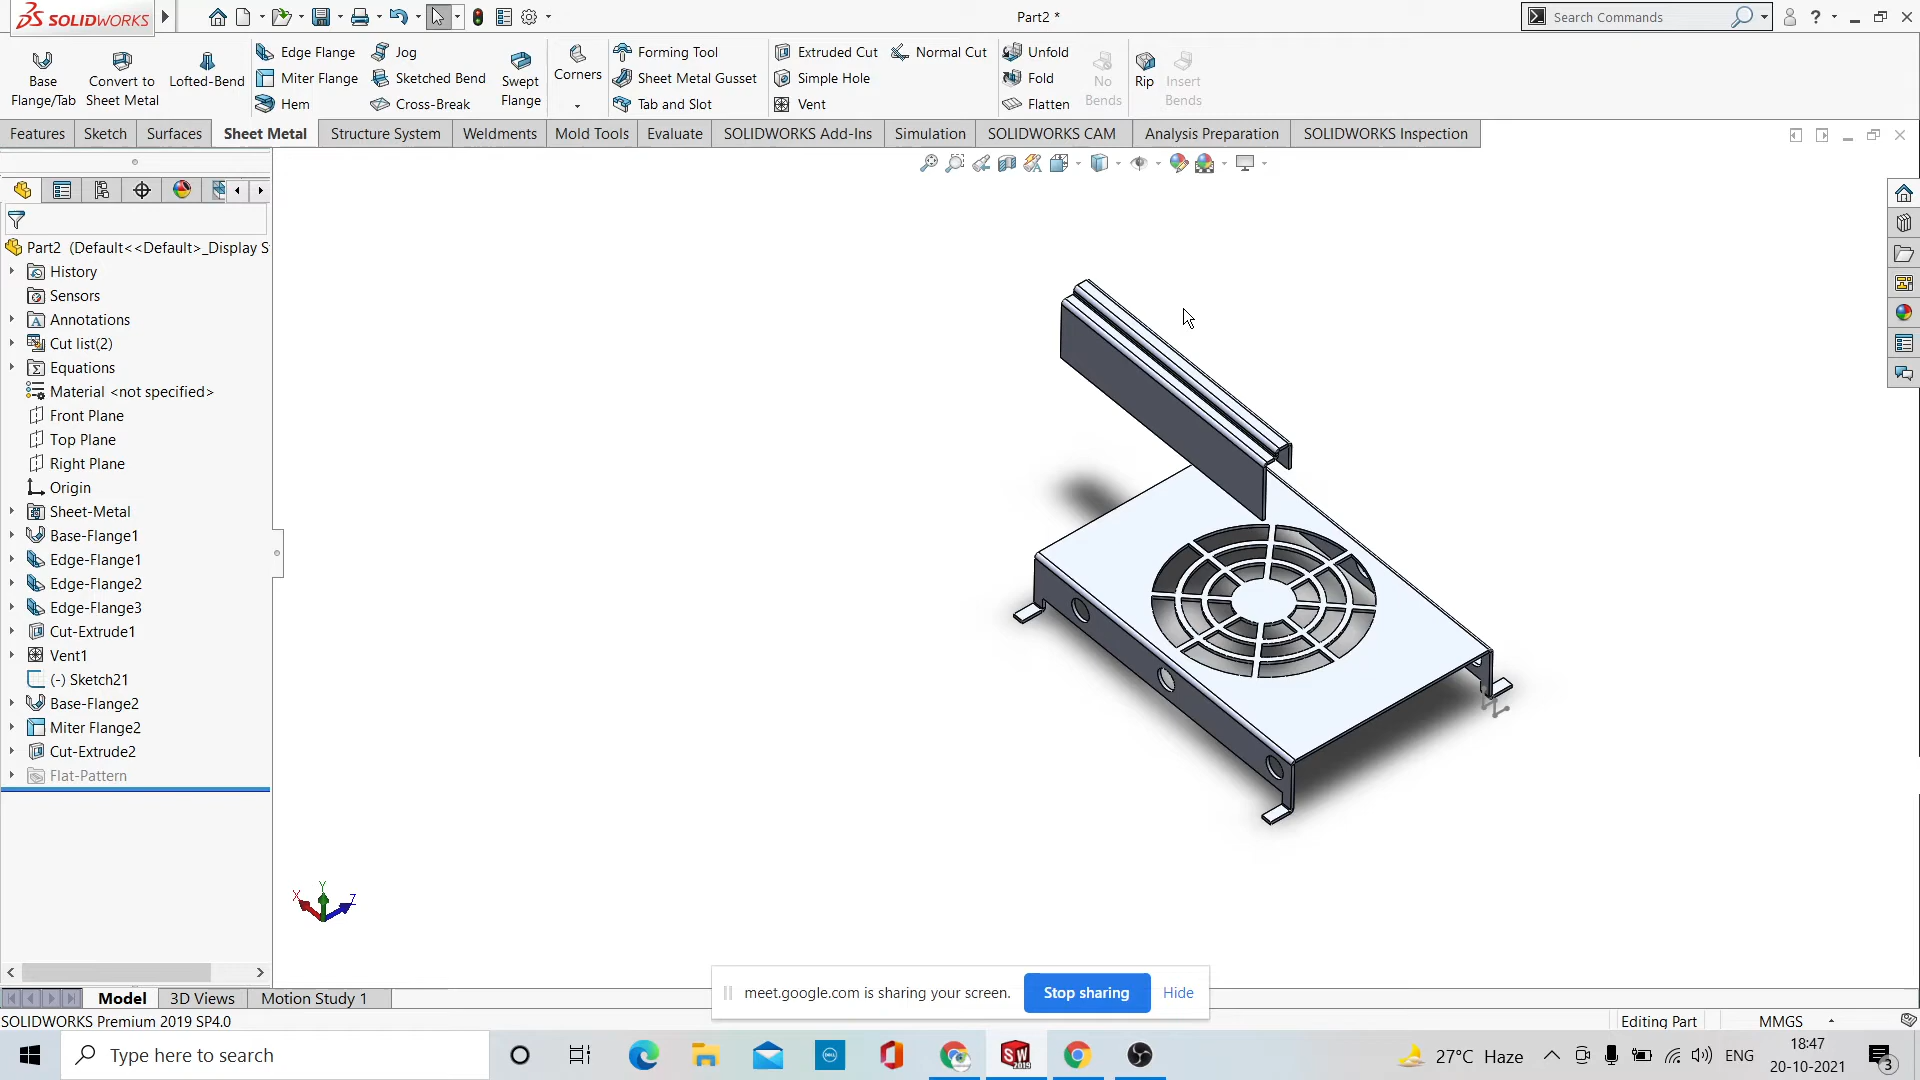 SOLIDWORKS
Part2 *
Search Commands
Base Flange/Tab
Convert to Sheet Metal
Lofted-Bend
Edge Flange
Miter Flange
Hem
Jog
Sketched Bend
Cross-Break
Swept Flange
Corners
Forming Tool
Sheet Metal Gusset
Tab and Slot
Extruded Cut
Simple Hole
Vent
Normal Cut
Unfold
Fold
Flatten
No Bends
Rip
Insert Bends
Features
Sketch
Surfaces
Sheet Metal
Structure System
Weldments
Mold Tools
Evaluate
SOLIDWORKS Add-Ins
Simulation
SOLIDWORKS CAM
Analysis Preparation
SOLIDWORKS Inspection
Part2 (Default<<Default>_Display S
History
Sensors
Annotations
Cut list(2)
Equations
Material <not specified>
Front Plane
Top Plane
Right Plane
Origin
Sheet-Metal
Base-Flange1
Edge-Flange1
Edge-Flange2
Edge-Flange3
Cut-Extrude1
Vent1
(-) Sketch21
Base-Flange2
Miter Flange2
Cut-Extrude2
Flat-Pattern
X Y Z
Model
3D Views
Motion Study 1
meet.google.com is sharing your screen.
Stop sharing
Hide
SOLIDWORKS Premium 2019 SP4.0
Editing Part
MMGS
Type here to search
27°C Haze
ENG
18:47
20-10-2021
3